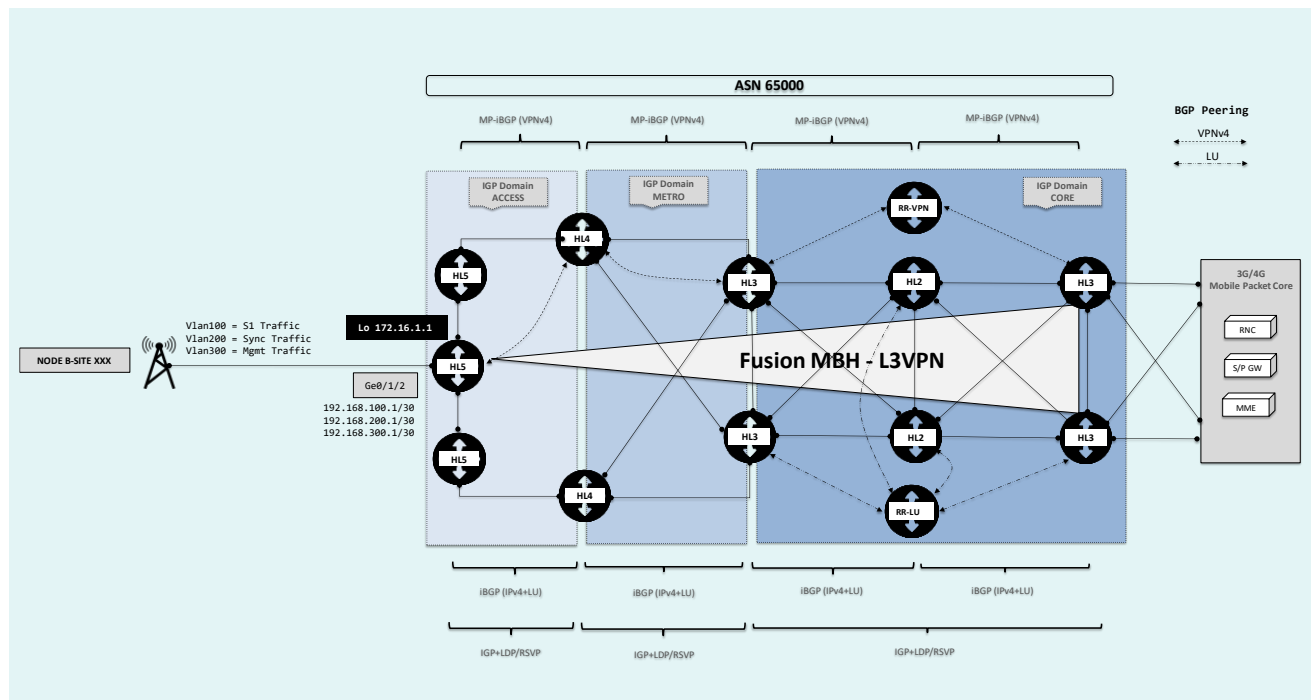 ASN 65000
MP-iBGP (VPNv4)
MP-iBGP (VPNv4)
MP-iBGP (VPNv4)
MP-iBGP (VPNv4)
BGP Peering
VPNv4
LU
IGP Domain
ACCESS
IGP Domain
METRO
IGP Domain
CORE
RR-VPN
HL4
HL5
HL3
HL2
HL3
3G/4G
Mobile Packet Core
RNC
S/P GW
MME
Vlan100 = S1 Traffic
Vlan200 = Sync Traffic
Vlan300 = Mgmt Traffic
Lo 172.16.1.1
NODE B-SITE XXX
HL5
Fusion MBH - L3VPN
Ge0/1/2
192.168.100.1/30
192.168.200.1/30
192.168.300.1/30
HL5
HL3
HL2
HL3
HL4
RR-LU
iBGP (IPv4+LU)
iBGP (IPv4+LU)
iBGP (IPv4+LU)
iBGP (IPv4+LU)
IGP+LDP/RSVP
IGP+LDP/RSVP
IGP+LDP/RSVP